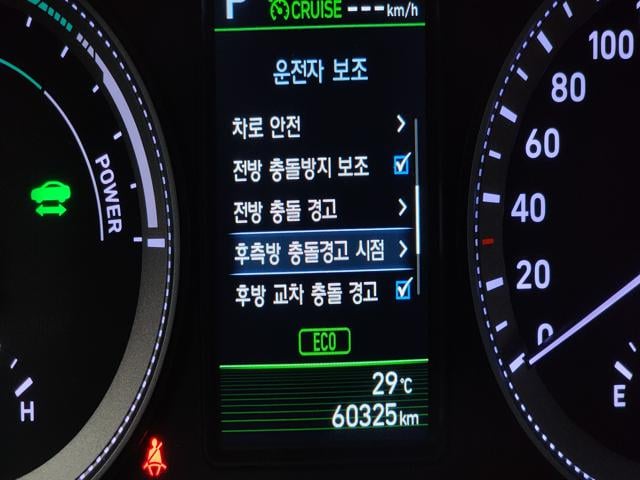 P CRUISE ---km/h
운전자 보조
차로 안전
전방 충돌방지 보조
전방 충돌 경고
후측방 충돌경고 시점
후방 교차 충돌 경고
ECO
29℃
60325km
POWER
H
100
80
60
40
20
0
E